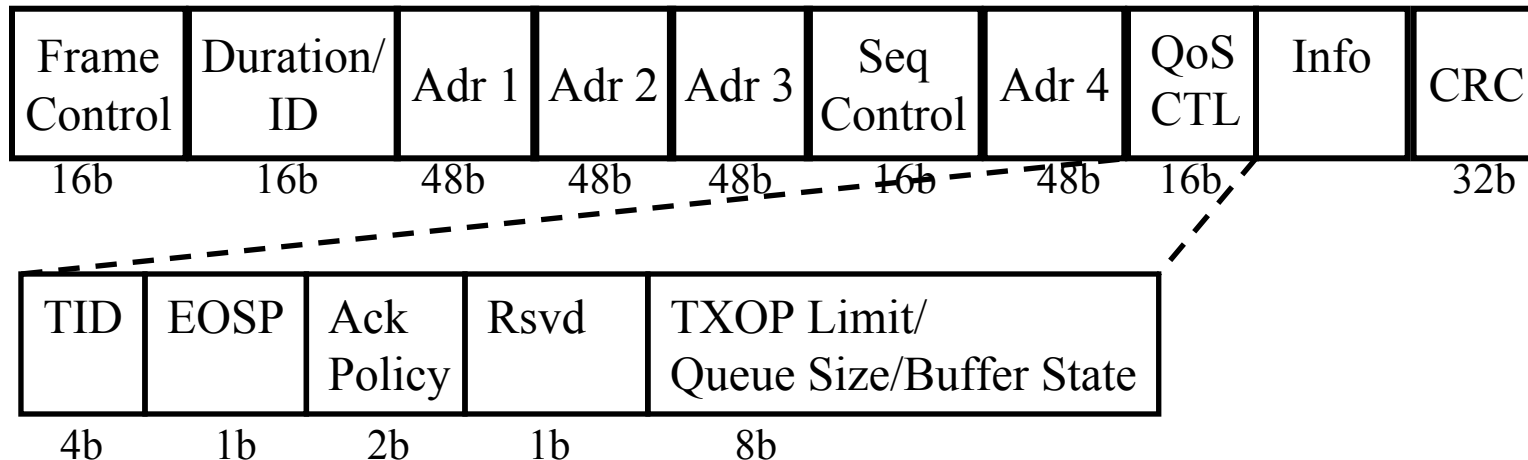 Frame Control
Duration/ ID
Adr 1
Adr 2
Adr 3
Seq Control
Adr 4
QoS CTL
Info
CRC
16b 16b 48b 48b 48b 16b 48b 16b 32b
TID
EOSP
Ack Policy
Rsvd
TXOP Limit/
Queue Size/Buffer State
4b 1b 2b 1b 8b